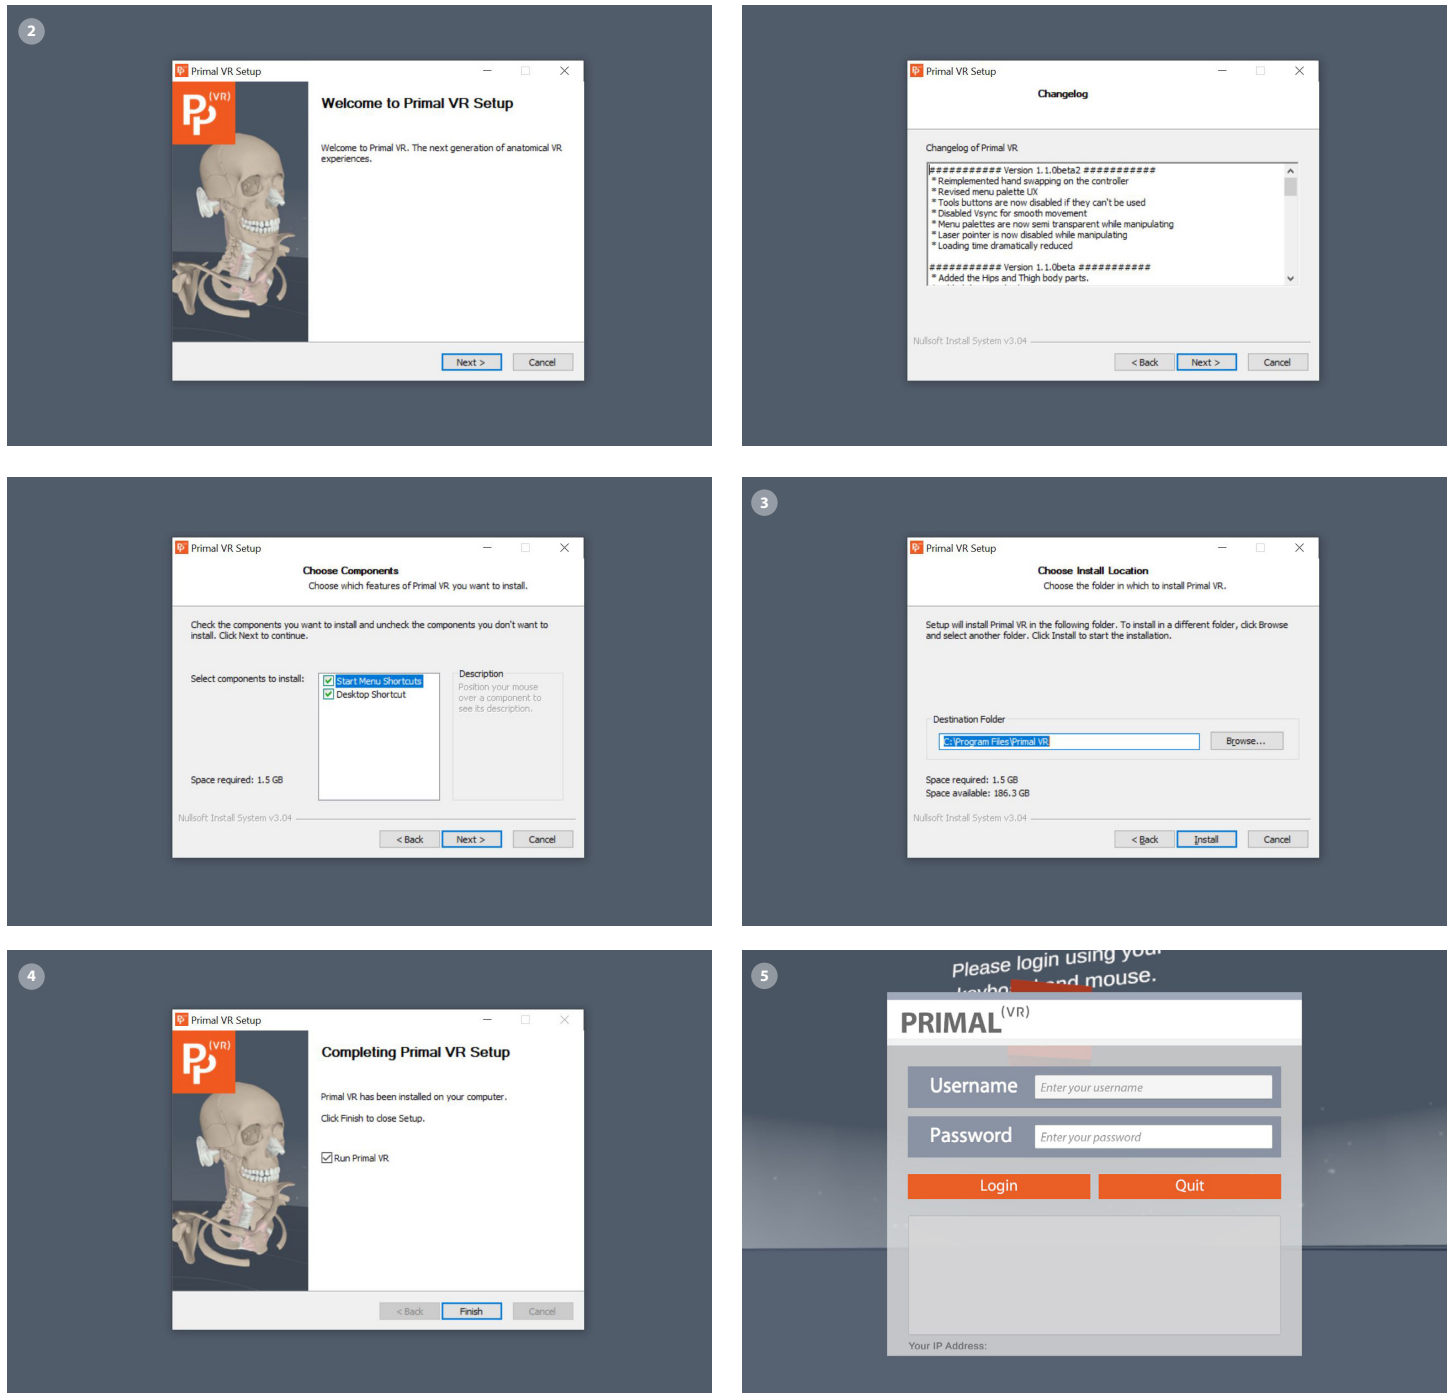 2
Primal VR Setup
PP (VR)
Welcome to Primal VR Setup
Welcome to Primal VR. The next generation of anatomical VR
experiences.
Next >
Cancel
Primal VR Setup
Changelog
Changelog of Primal VR
########### Version 1.1.0beta2 ###########
* Reimplemented hand swapping on the controller
* Revised menu palette UX
* Tools buttons are now disabled if they can't be used
* Disabled Vsync for smooth movement
* Menu palettes are now semi transparent while manipulating
* Laser pointer is now disabled while manipulating
* Loading time dramatically reduced
########### Version 1.1.0beta ###########
* Added the Hips and Thigh body parts.
Nullsoft Install System v3.04
< Back
Next >
Cancel
Primal VR Setup
Choose Components
Choose which features of Primal VR you want to install.
Check the components you want to install and uncheck the components you don't want to
install. Click Next to continue.
Select components to install:
Start Menu Shortcuts
Desktop Shortcut
Description
Position your mouse
over a component to
see its description.
Space required: 1.5 GB
Nullsoft Install System v3.04
< Back
Next >
Cancel
3
Primal VR Setup
Choose Install Location
Choose the folder in which to install Primal VR.
Setup will install Primal VR in the following folder. To install in a different folder, click Browse
and select another folder. Click Install to start the installation.
Destination Folder
C:\Program Files\Primal VR
Browse...
Space required: 1.5 GB
Space available: 186.3 GB
Nullsoft Install System v3.04
< Back
Install
Cancel
4
Primal VR Setup
PP (VR)
Completing Primal VR Setup
Primal VR has been installed on your computer.
Click Finish to close Setup.
Run Primal VR
< Back
Finish
Cancel
5
Please login using your
and mouse.
PRIMAL (VR)
Username
Enter your username
Password
Enter your password
Login
Quit
Your IP Address: